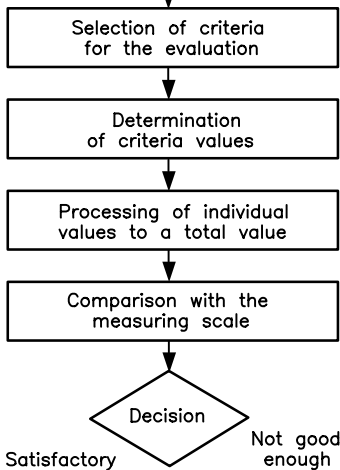 Selection of criteria
for the evaluation
Determination
of criteria values
Processing of individual
values to a total value
Comparison with the
measuring scale
Decision
Not good
enough
Satisfactory